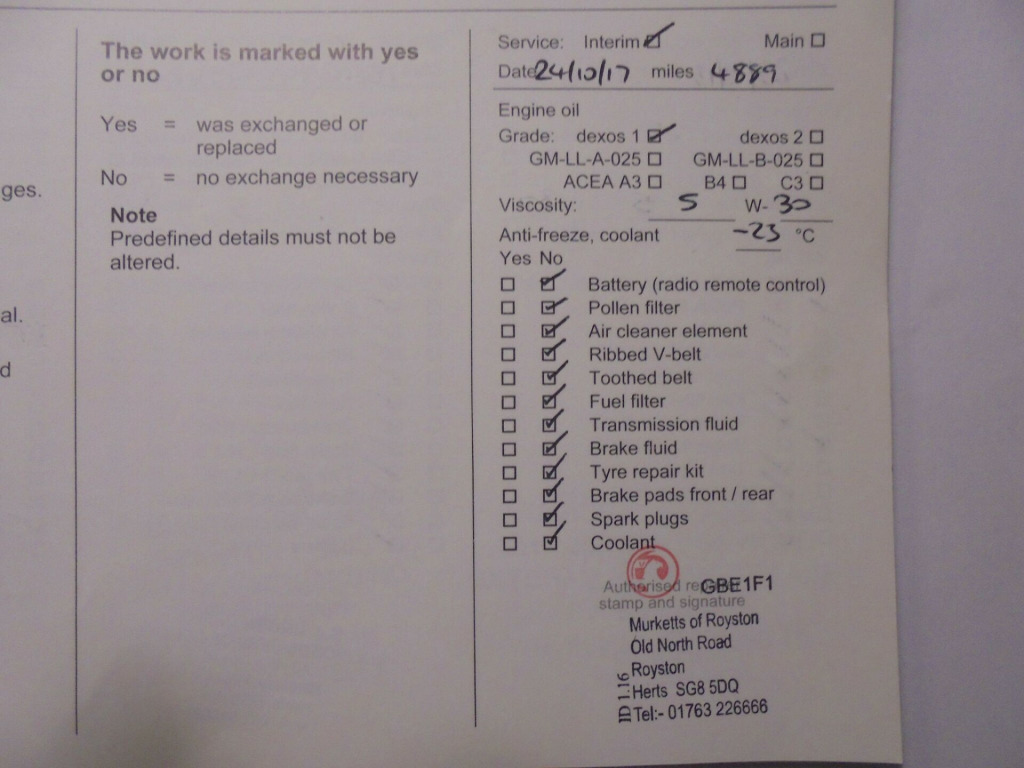 ges.
al.
d
The work is marked with yes
or no
Yes = was exchanged or
replaced
No = no exchange necessary
Note
Predefined details must not be
altered.
Service: Interim Main
Date 24/10/17 miles 4889
Engine oil
Grade: dexos 1 dexos 2
GM-LL-A-025 GM-LL-B-025
ACEA A3 B4 C3
Viscosity: 5 W- 30
Anti-freeze, coolant -25 °C
Yes No
Battery (radio remote control)
Pollen filter
Air cleaner element
Ribbed V-belt
Toothed belt
Fuel filter
Transmission fluid
Brake fluid
Tyre repair kit
Brake pads front / rear
Spark plugs
Coolant
Authorised GBE1F1
stamp and signature
Murketts of Royston
Old North Road
Royston
Herts SG8 5DQ
Tel:- 01763 226666
ID 1.16